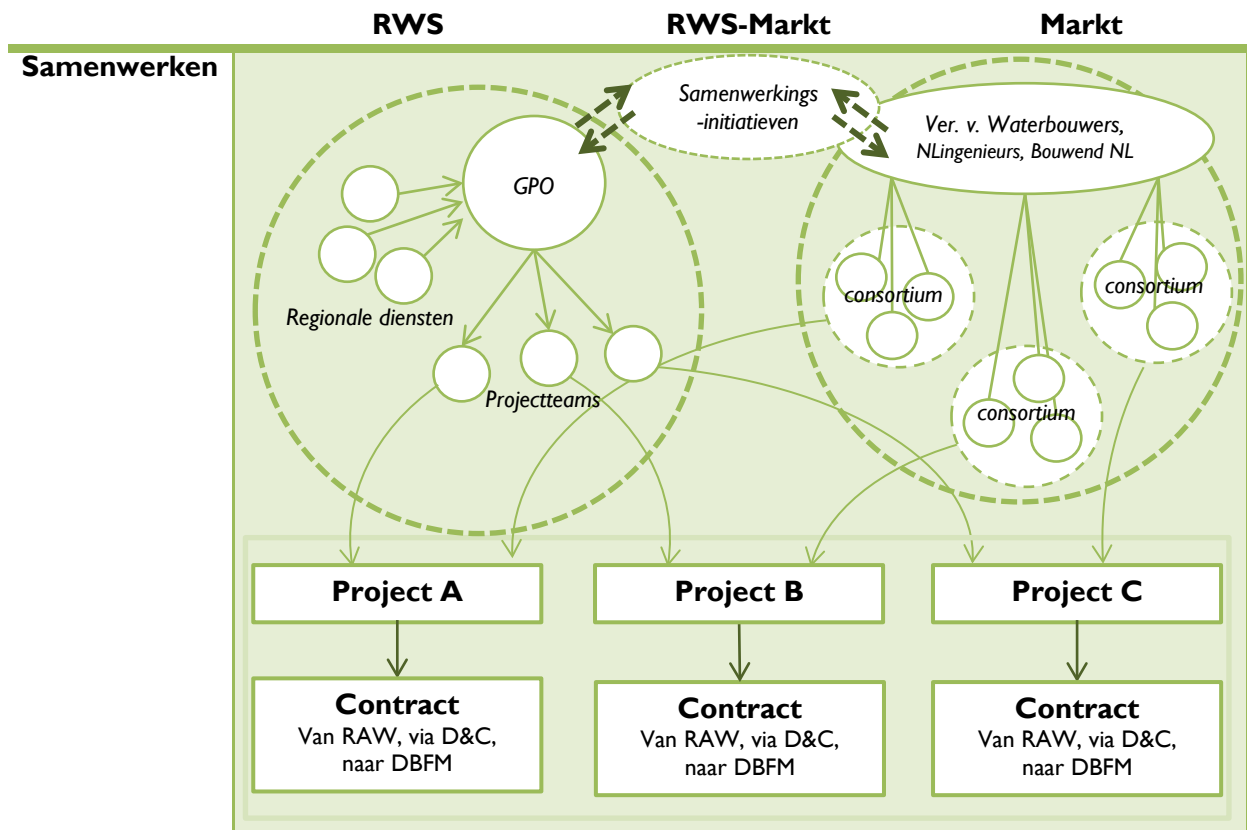 RWS
RWS-Markt
Markt
Samenwerken
Samenwerkings
-initiatieven
Ver. v. Waterbouwers,
NLingenieurs, Bouwend NL
GPO
Regionale diensten
Projectteams
consortium
consortium
consortium
Project A
Project B
Project C
Contract
Van RAW, via D&C,
naar DBFM
Contract
Van RAW, via D&C,
naar DBFM
Contract
Van RAW, via D&C,
naar DBFM